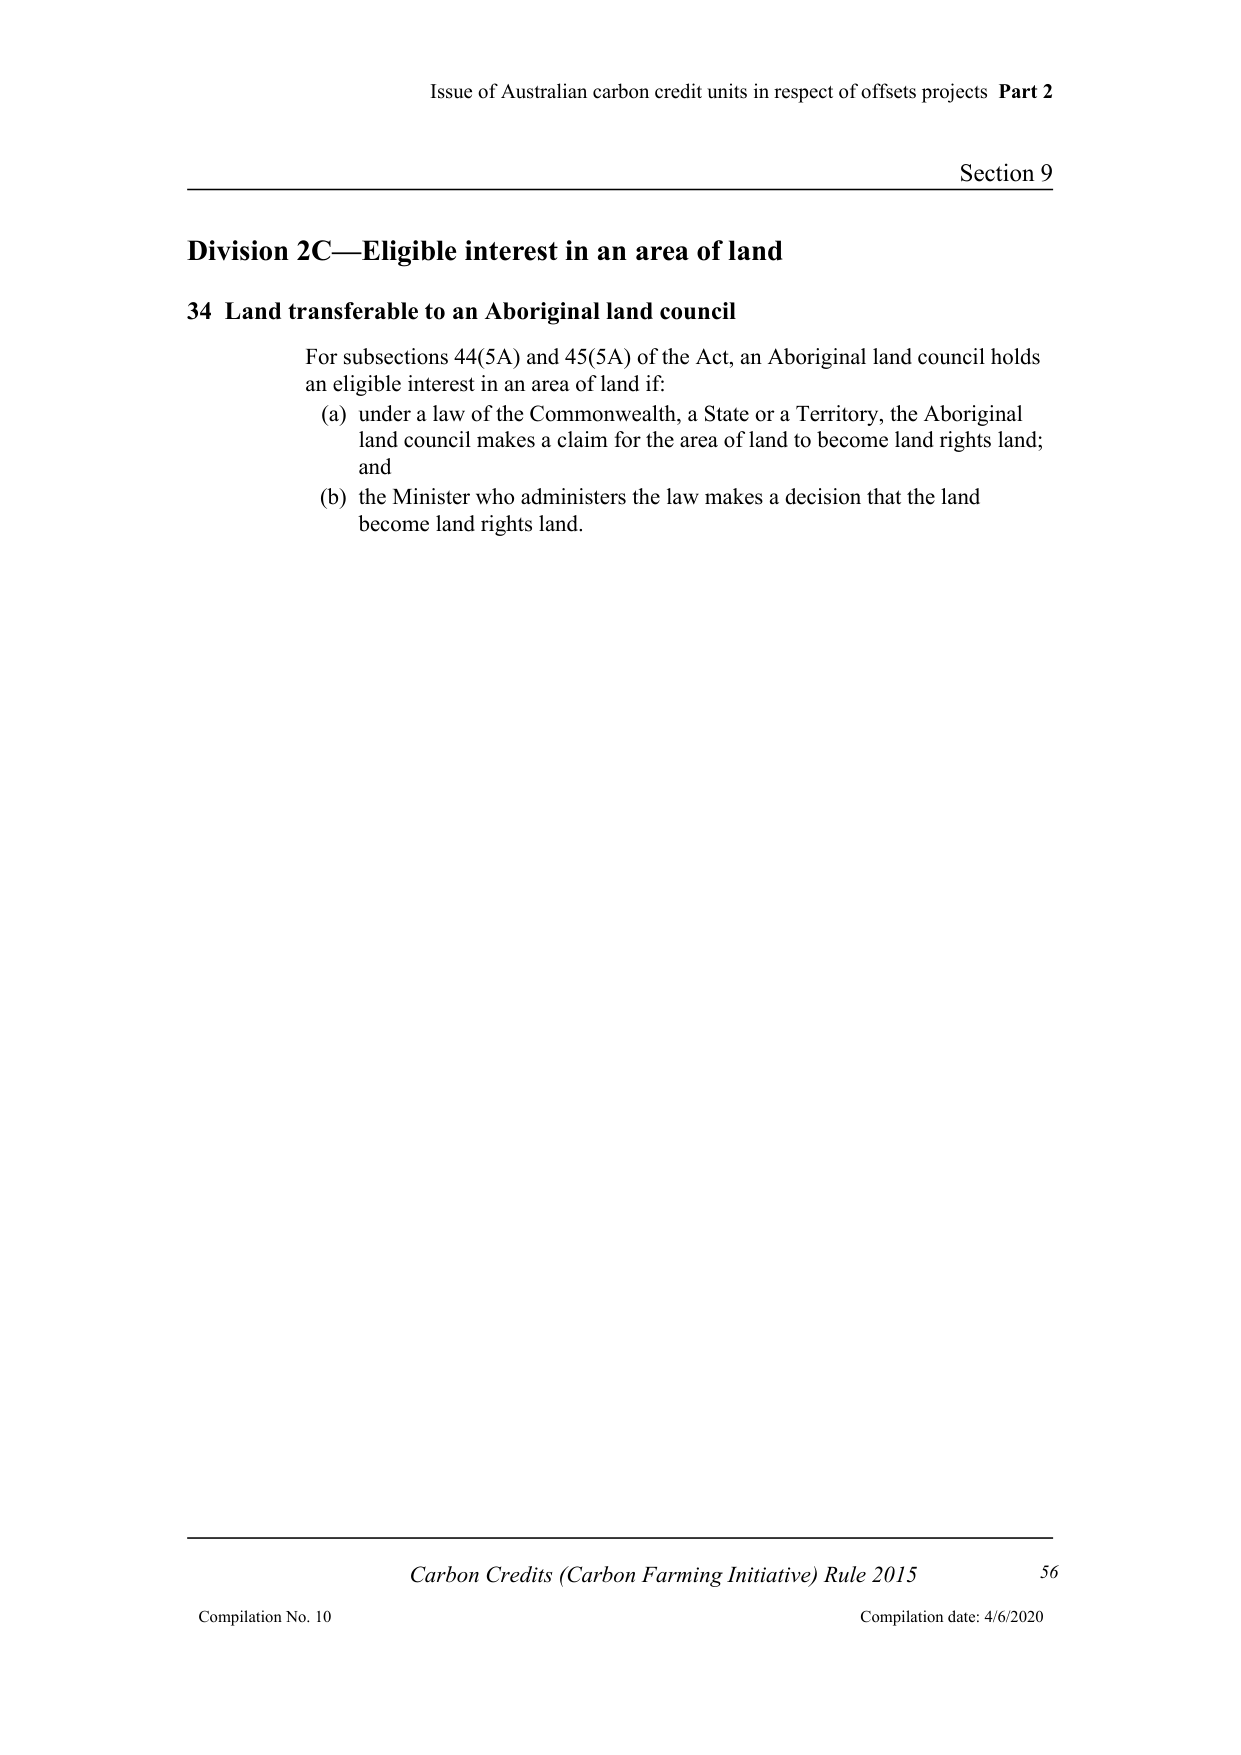 Issue of Australian carbon credit units in respect of offsets projects Part 2
Section 9
Division 2C—Eligible interest in an area of land
34 Land transferable to an Aboriginal land council
For subsections 44(5A) and 45(5A) of the Act, an Aboriginal land council holds
an eligible interest in an area of land if:
(a) under a law of the Commonwealth, a State or a Territory, the Aboriginal
land council makes a claim for the area of land to become land rights land;
and
(b) the Minister who administers the law makes a decision that the land
become land rights land.
Carbon Credits (Carbon Farming Initiative) Rule 2015 56
Compilation No. 10 Compilation date: 4/6/2020